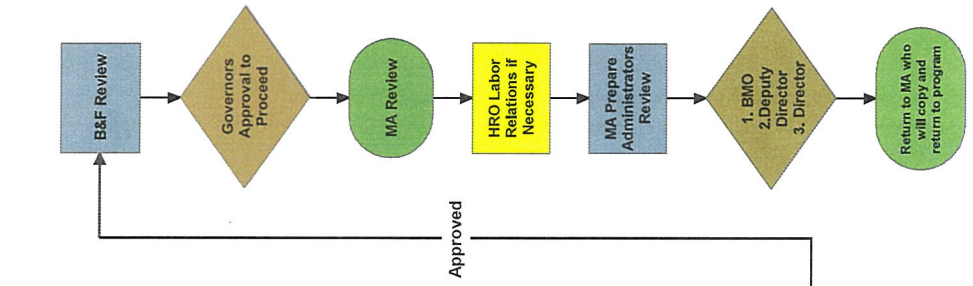 B&F Review
Governors
Approval to
Proceed
MA Review
HRO Labor
Relations if
Necessary
MA Prepare
Administrators
Review
1. BMO
2.Deputy
Director
3. Director
Return to MA who
will copy and
return to program
Approved